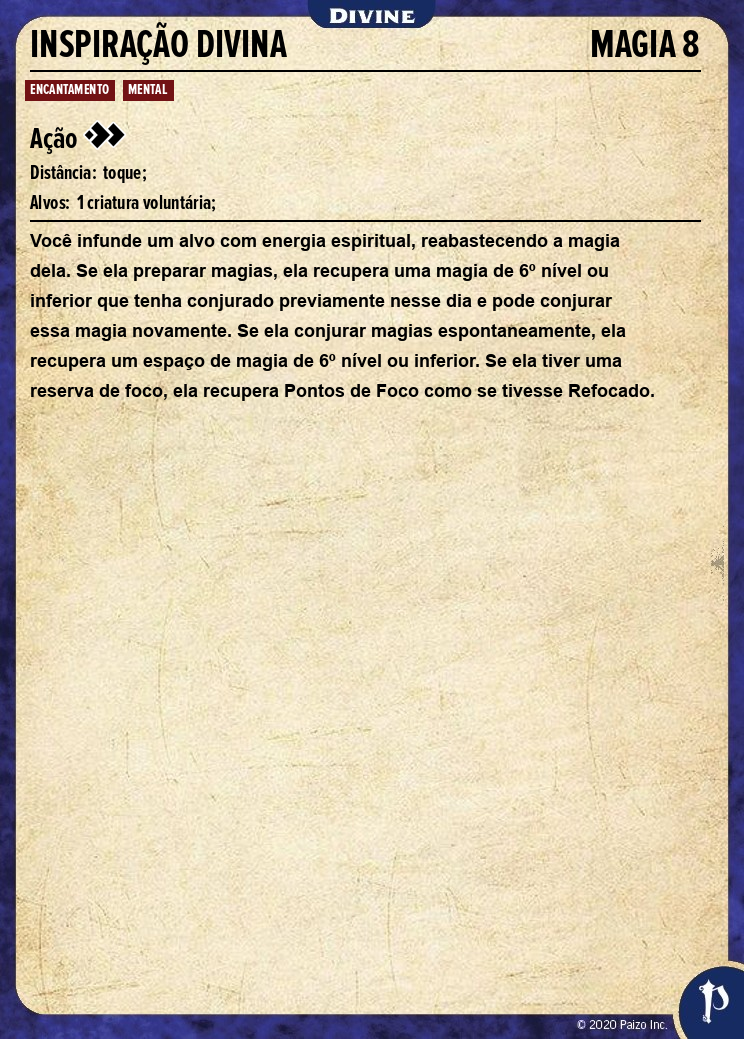 DIVINE
INSPIRAÇÃO DIVINA MAGIA 8
ENCANTAMENTO MENTAL
Ação
Distância: toque;
Alvos: 1 criatura voluntária;
Você infunde um alvo com energia espiritual, reabastecendo a magia
dela. Se ela preparar magias, ela recupera uma magia de 6º nível ou
inferior que tenha conjurado previamente nesse dia e pode conjurar
essa magia novamente. Se ela conjurar magias espontaneamente, ela
recupera um espaço de magia de 6º nível ou inferior. Se ela tiver uma
reserva de foco, ela recupera Pontos de Foco como se tivesse Refocado.
© 2020 Paizo Inc.
P